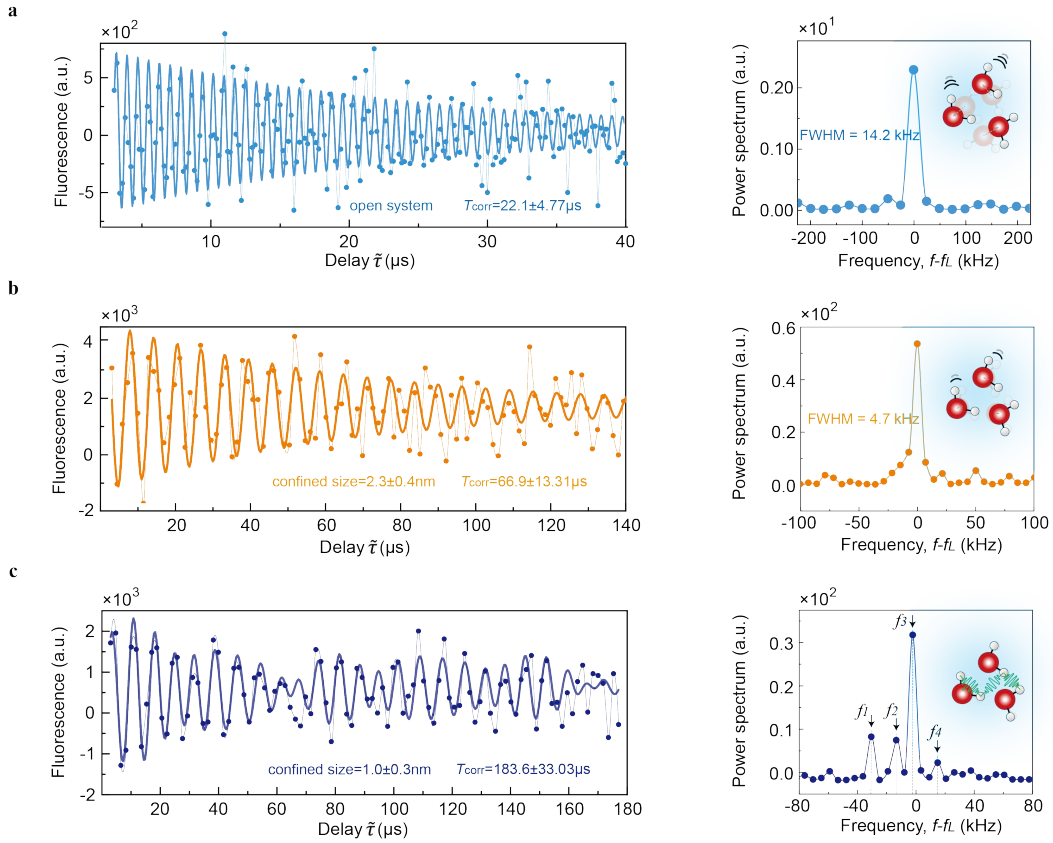 a
×10²
5
0
-5
10
20
30
40
Fluorescence (a.u.)
Delay τ̃ (μs)
open system
Tcorr=22.1±4.77μs
×10¹
0.20
0.10
0.00
-200
-100
0
100
200
Power spectrum (a.u.)
Frequency, f-fL (kHz)
FWHM = 14.2 kHz
b
×10³
4
2
0
-2
20
40
60
80
100
120
140
Fluorescence (a.u.)
Delay τ̃ (μs)
confined size=2.3±0.4nm
Tcorr=66.9±13.31μs
×10²
0.6
0.4
0.2
0.0
-100
-50
0
50
100
Power spectrum (a.u.)
Frequency, f-fL (kHz)
FWHM = 4.7 kHz
c
×10³
2
1
0
-1
-2
20
40
60
80
100
120
140
160
180
Fluorescence (a.u.)
Delay τ̃ (μs)
confined size=1.0±0.3nm
Tcorr=183.6±33.03μs
×10²
0.3
0.2
0.1
0.0
-80
-40
0
40
80
Power spectrum (a.u.)
Frequency, f-fL (kHz)
f1
f2
f3
f4